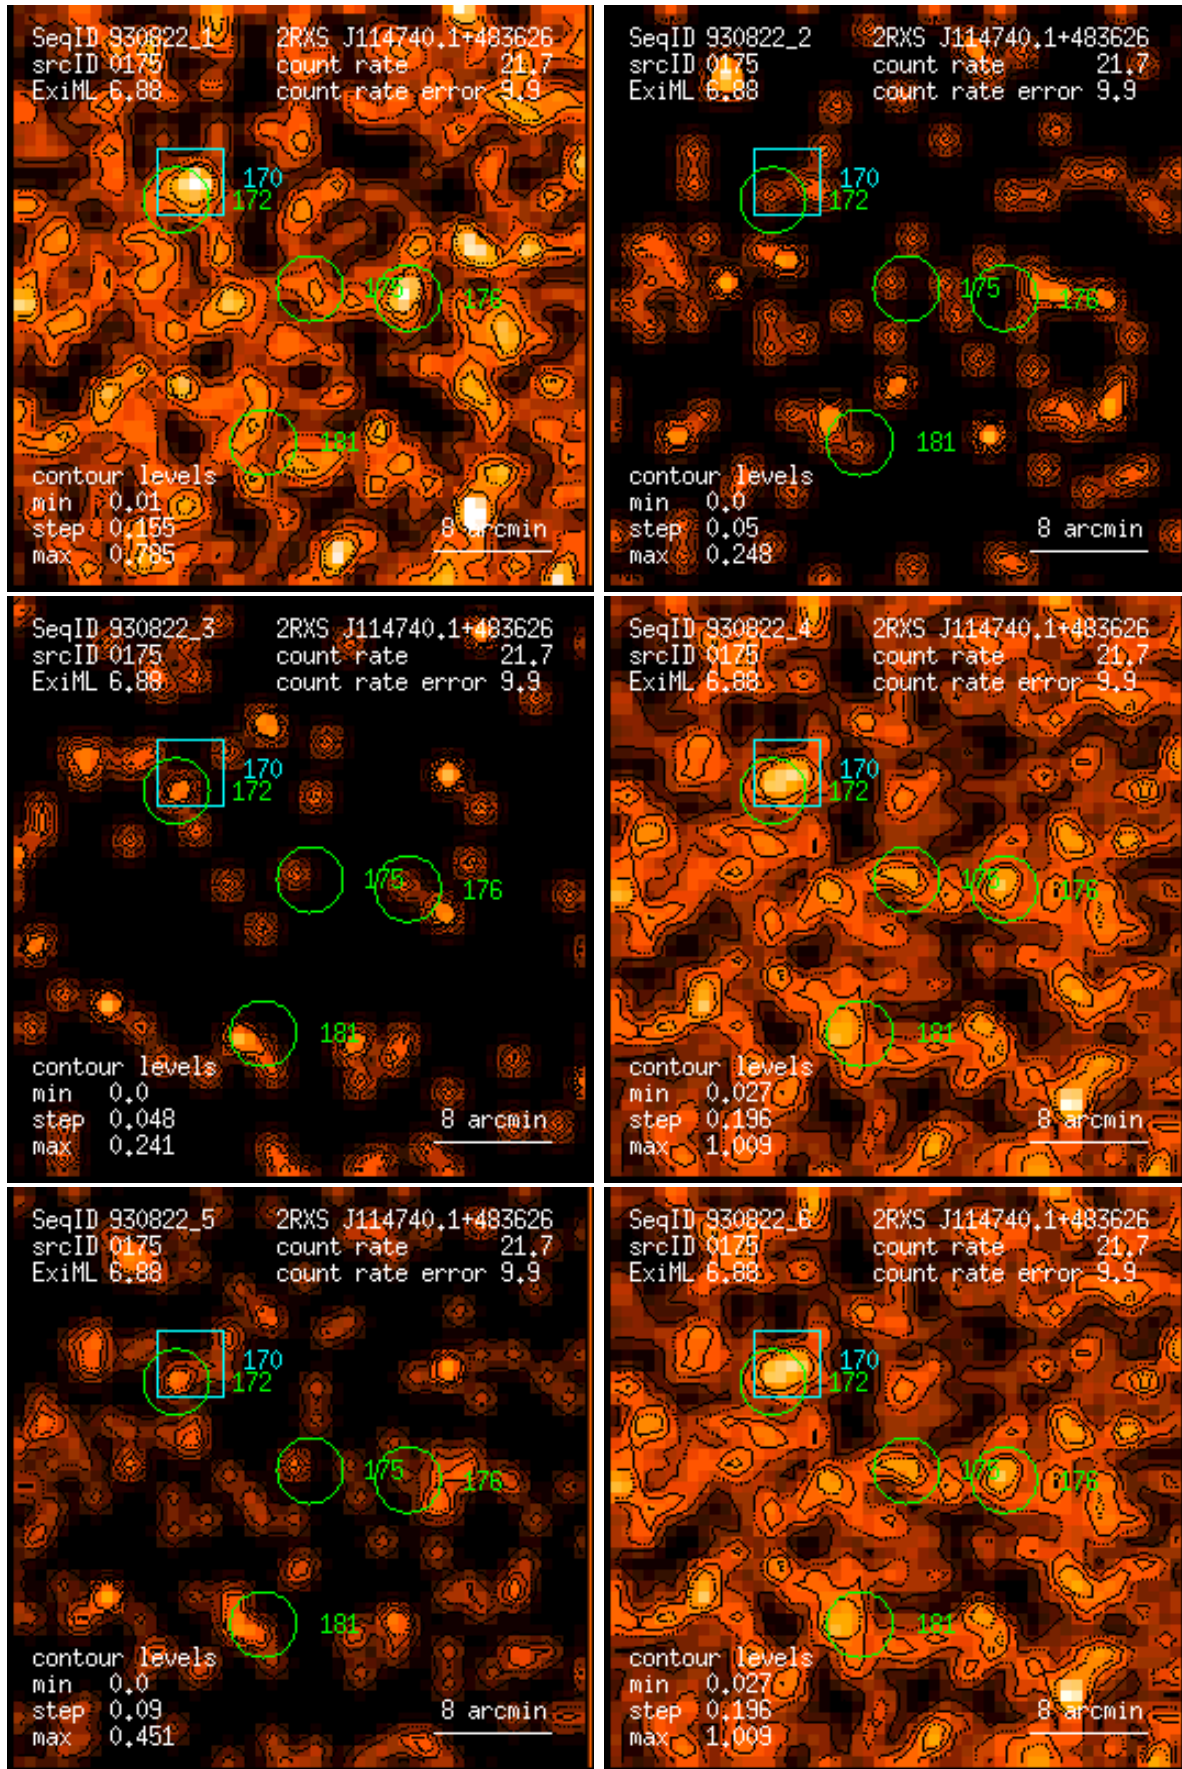 SeqID 930822_1 2RXS J114740.1+483626
srcID 0175 count rate 21.7
ExiML 6.88 count rate error 9.9
170
172
175
176
181
contour levels
min 0.01
step 0.155
max 0.785
8 arcmin
SeqID 930822_2 2RXS J114740.1+483626
srcID 0175 count rate 21.7
ExiML 6.88 count rate error 9.9
170
172
175
176
181
contour levels
min 0.0
step 0.05
max 0.248
8 arcmin
SeqID 930822_3 2RXS J114740.1+483626
srcID 0175 count rate 21.7
ExiML 6.88 count rate error 9.9
170
172
175
176
181
contour levels
min 0.0
step 0.048
max 0.241
8 arcmin
SeqID 930822_4 2RXS J114740.1+483626
srcID 0175 count rate 21.7
ExiML 6.88 count rate error 9.9
170
172
175
176
181
contour levels
min 0.027
step 0.196
max 1.009
8 arcmin
SeqID 930822_5 2RXS J114740.1+483626
srcID 0175 count rate 21.7
ExiML 6.88 count rate error 9.9
170
172
175
176
181
contour levels
min 0.0
step 0.09
max 0.451
8 arcmin
SeqID 930822_6 2RXS J114740.1+483626
srcID 0175 count rate 21.7
ExiML 6.88 count rate error 9.9
170
172
175
176
181
contour levels
min 0.027
step 0.196
max 1.009
8 arcmin